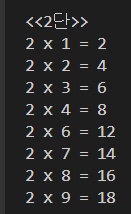 <<2단>>
2 x 1 = 2
2 x 2 = 4
2 x 3 = 6
2 x 4 = 8
2 x 6 = 12
2 x 7 = 14
2 x 8 = 16
2 x 9 = 18